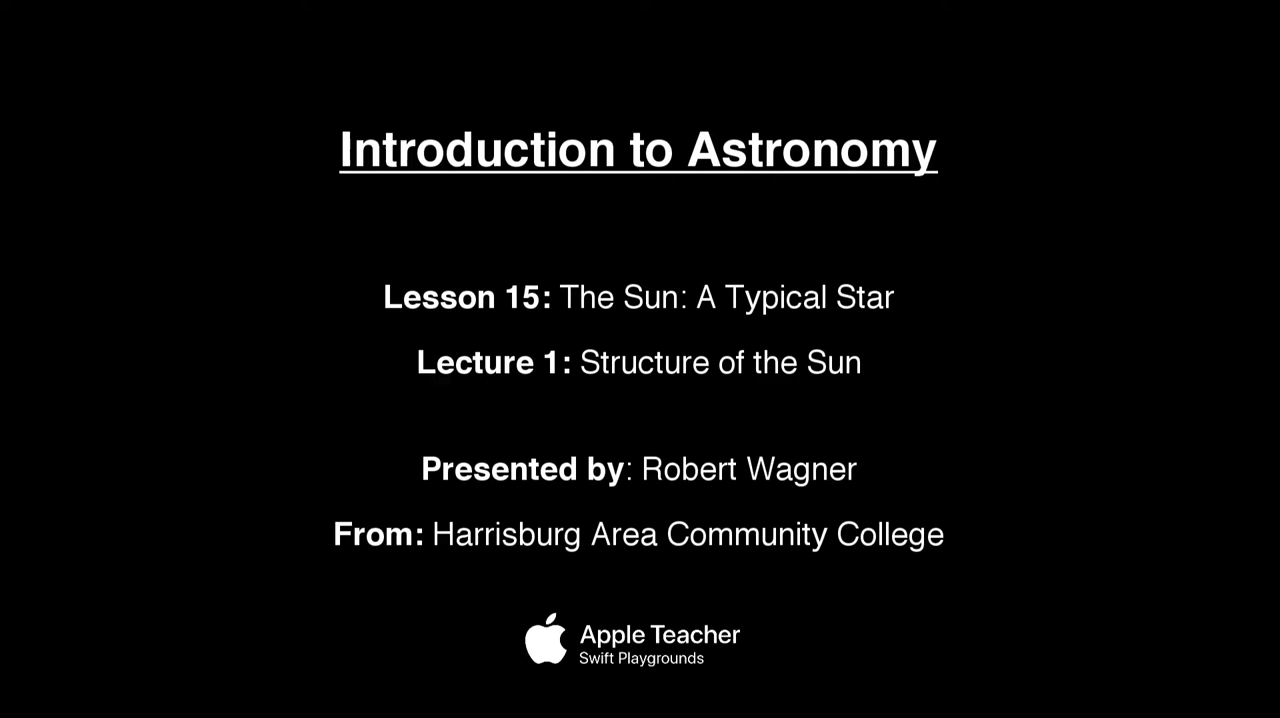 Introduction to Astronomy
Lesson 15: The Sun: A Typical Star
Lecture 1: Structure of the Sun
Presented by: Robert Wagner
From: Harrisburg Area Community College
Apple Teacher
Swift Playgrounds